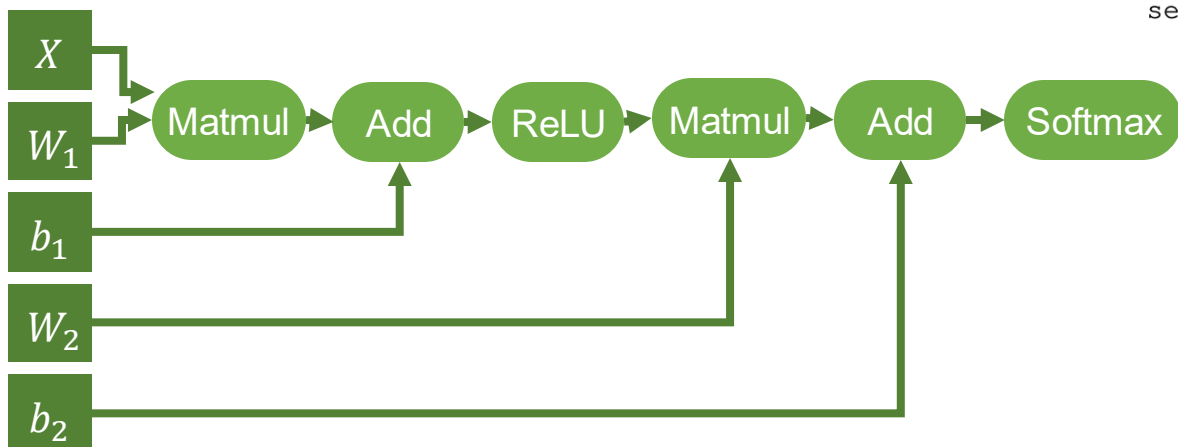 se
X
Matmul Add ReLU Matmul Add Softmax
W₁
b₁
W₂
b₂